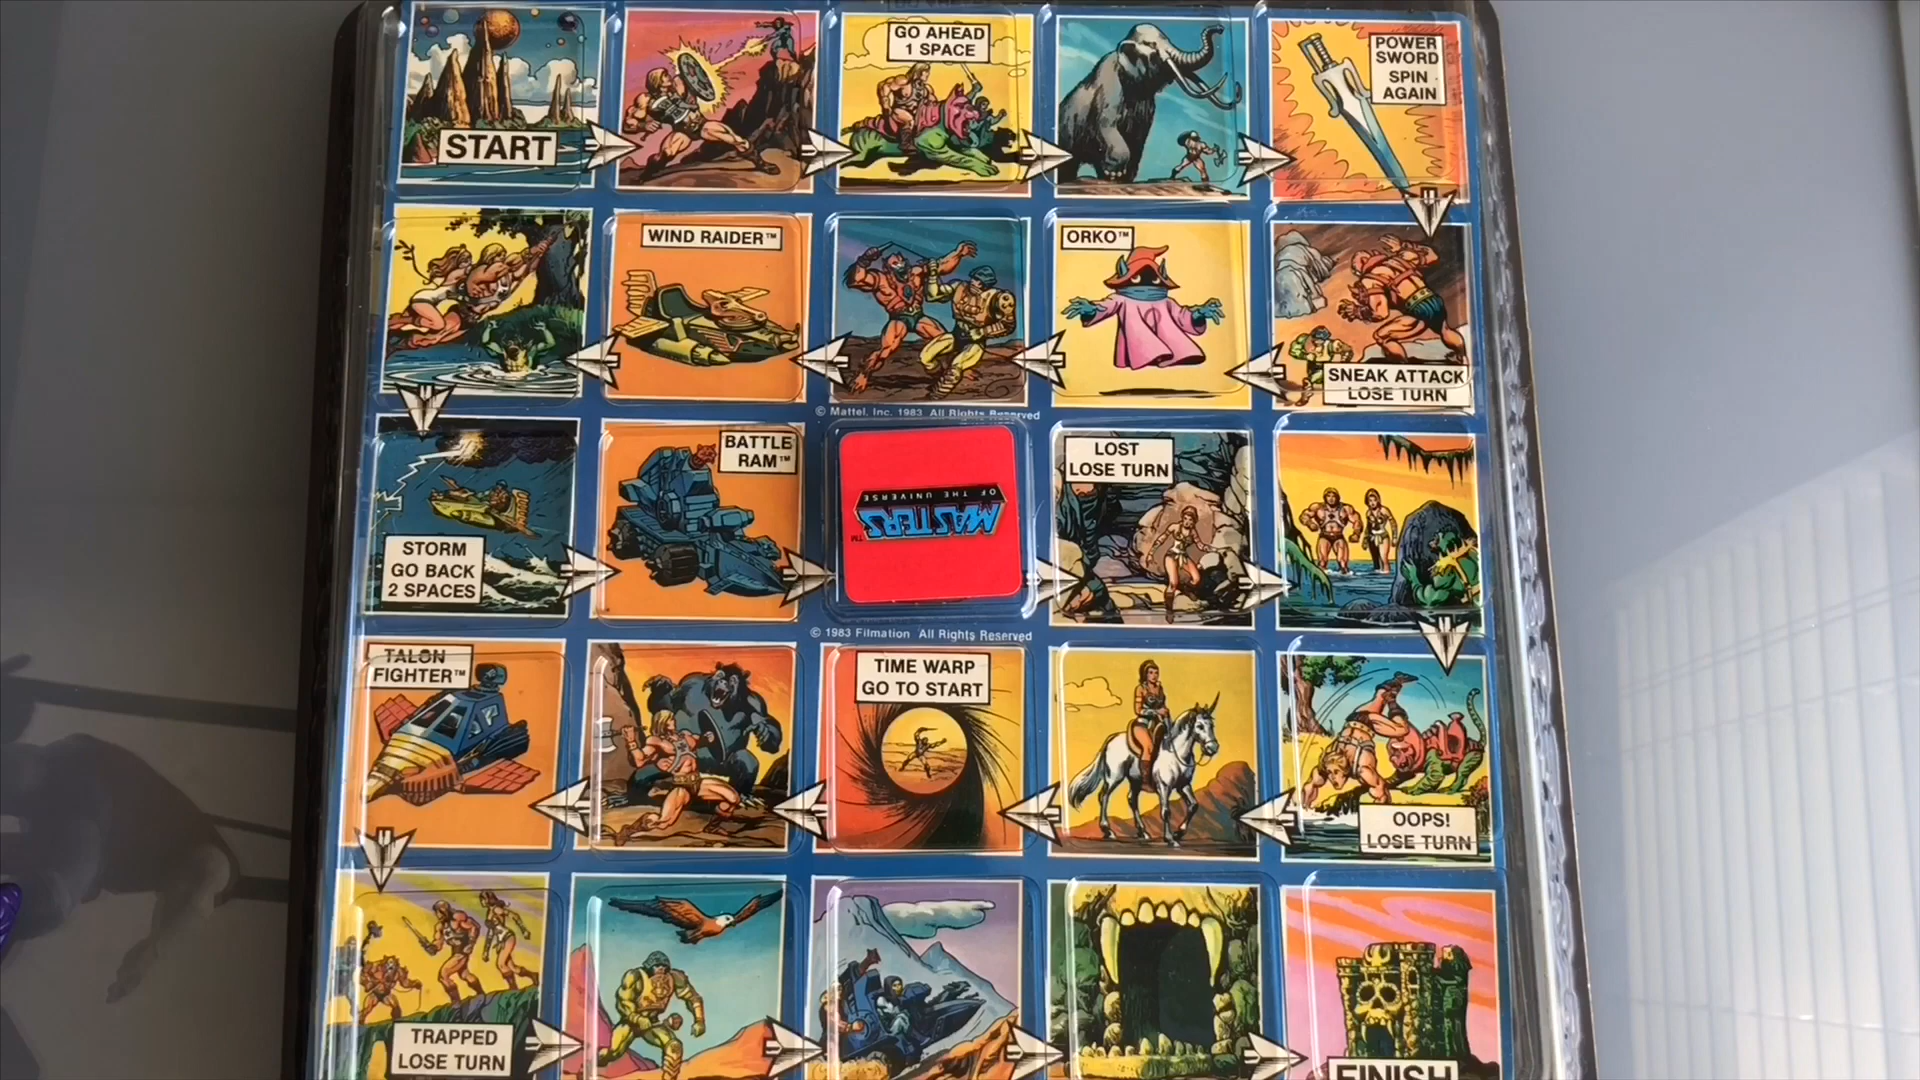 GO AHEAD
1 SPACE
POWER
SWORD
SPIN
AGAIN
START
WIND RAIDER™
ORKO™
SNEAK ATTACK
LOSE TURN
© Mattel, Inc. 1983 All Rights Reserved
BATTLE
RAM™
LOST
LOSE TURN
MASTERS™
OF THE UNIVERSE
STORM
GO BACK
2 SPACES
© 1983 Filmation All Rights Reserved
TALON
FIGHTER™
TIME WARP
GO TO START
OOPS!
LOSE TURN
TRAPPED
LOSE TURN
FINISH